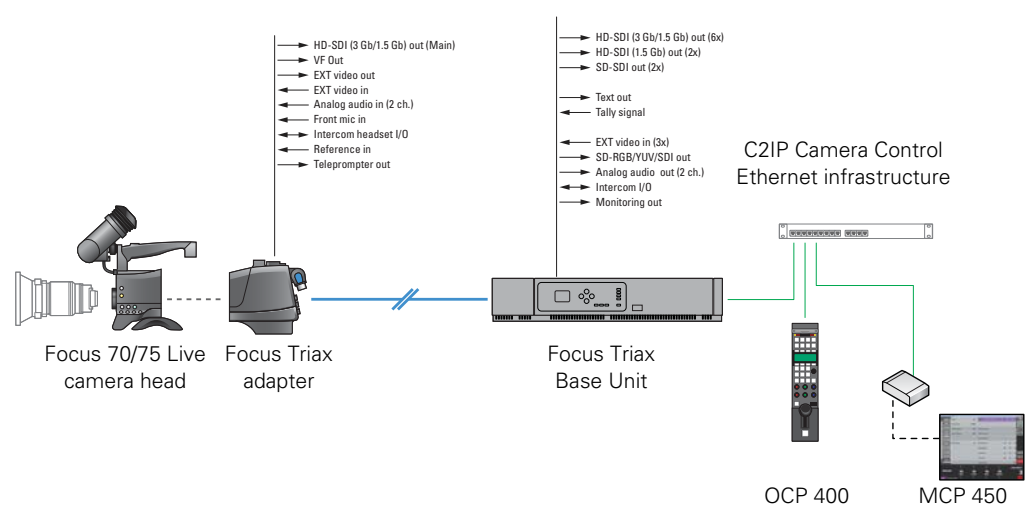 HD-SDI (3 Gb/1.5 Gb) out (Main)
VF Out
EXT video out
EXT video in
Analog audio in (2 ch.)
Front mic in
Intercom headset I/O
Reference in
Teleprompter out
HD-SDI (3 Gb/1.5 Gb) out (6x)
HD-SDI (1.5 Gb) out (2x)
SD-SDI out (2x)
Text out
Tally signal
EXT video in (3x)
SD-RGB/YUV/SDI out
Analog audio out (2 ch.)
Intercom I/O
Monitoring out
C2IP Camera Control
Ethernet infrastructure
Focus 70/75 Live
camera head
Focus Triax
adapter
Focus Triax
Base Unit
OCP 400
MCP 450